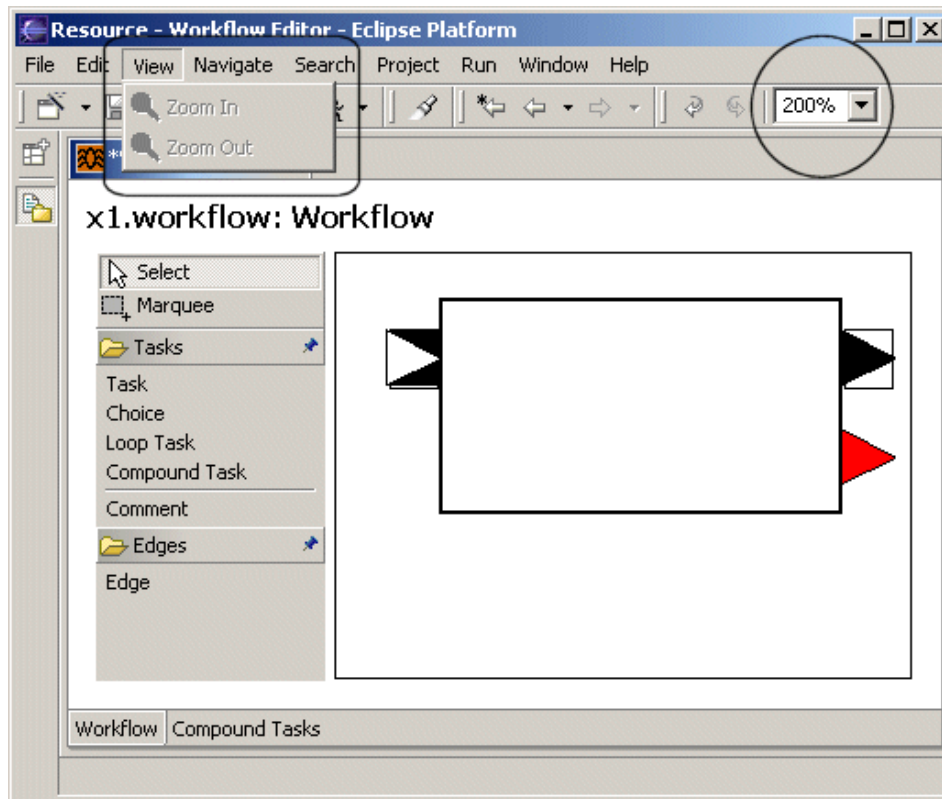 Resource - Workflow Editor - Eclipse Platform
File Edit View Navigate Search Project Run Window Help
Zoom In
200%
Zoom Out
x1.workflow: Workflow
Select
Marquee
Tasks
Task
Choice
Loop Task
Compound Task
Comment
Edges
Edge
Workflow Compound Tasks